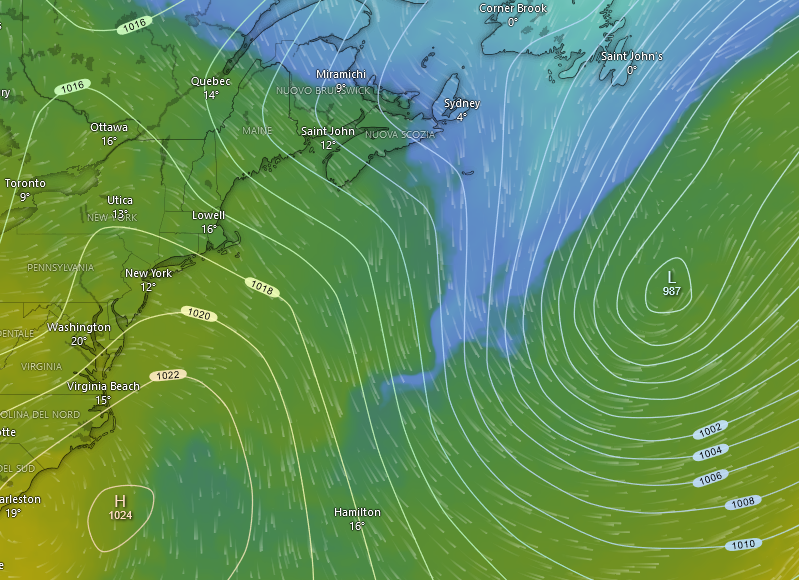 Corner Brook
0°
1016
Saint John's
0°
Miramichi
9°
Quebec
14°
1016
NUOVO BRUNSWICK
Sydney
4°
Ottawa
16°
MAINE
Saint John
12°
NUOVA SCOZIA
Toronto
9°
Utica
13°
NEW YORK
Lowell
16°
PENNSYLVANIA
New York
12°
1018
L
987
1020
Washington
20°
DENTALE
VIRGINIA
1022
Virginia Beach
15°
OLINA DEL NORD
1002
1004
DEL SUD
1006
H
1024
arleston
19°
1008
Hamilton
16°
1010